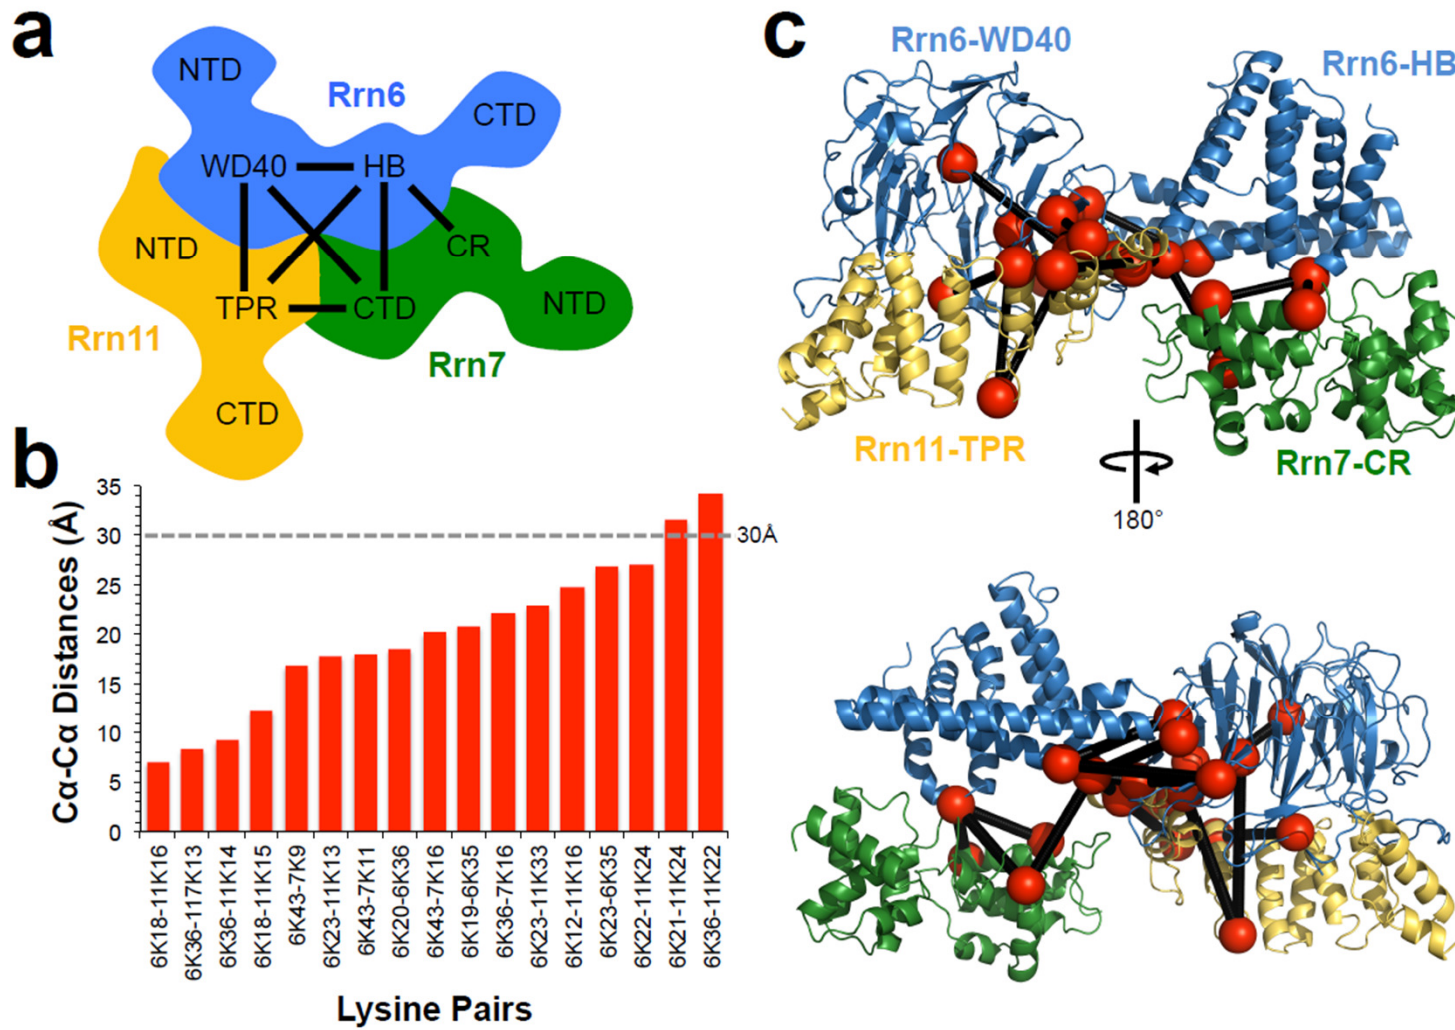 a
NTD
Rrn6
CTD
WD40
HB
NTD
CR
TPR
CTD
NTD
Rrn11
Rrn7
CTD
b
Cα-Cα Distances (Å)
35
30
25
20
15
10
5
0
30Å
6K18-11K16
6K36-117K13
6K36-11K14
6K18-11K15
6K43-7K9
6K23-11K13
6K43-7K11
6K20-6K36
6K43-7K16
6K19-6K35
6K36-7K16
6K23-11K33
6K12-11K16
6K23-6K35
6K22-11K24
6K21-11K24
6K36-11K22
Lysine Pairs
c
Rrn6-WD40
Rrn6-HB
Rrn11-TPR
Rrn7-CR
180°